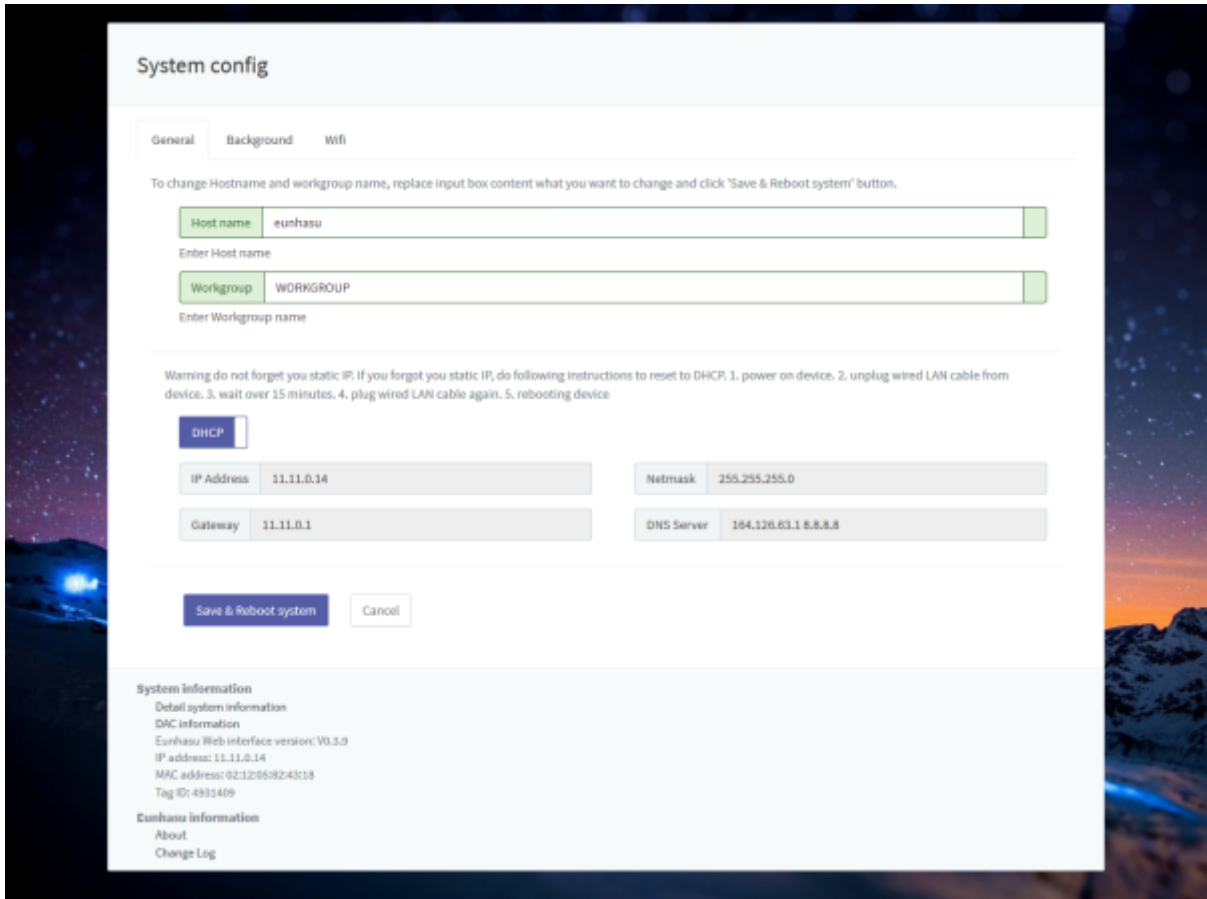 System config
General Background Wifi
To change Hostname and workgroup name, replace input box content what you want to change and click 'Save & Reboot system' button.
Host name eunhasu
Enter Host name
Workgroup WORKGROUP
Enter Workgroup name
Warning do not forget you static IP. If you forgot you static IP, do following instructions to reset to DHCP. 1. power on device. 2. unplug wired LAN cable from
device. 3. wait over 15 minutes. 4. plug wired LAN cable again. 5. rebooting device
DHCP
IP Address 11.11.0.14 Netmask 255.255.255.0
Gateway 11.11.0.1 DNS Server 164.126.63.1 8.8.8.8
Save & Reboot system Cancel
System information
Detail system information
DAC information
Eunhasu Web interface version: V0.3.9
IP address: 11.11.0.14
MAC address: 02:12:05:82:43:18
Tag ID: 4931409
Eunhasu information
About
Change Log